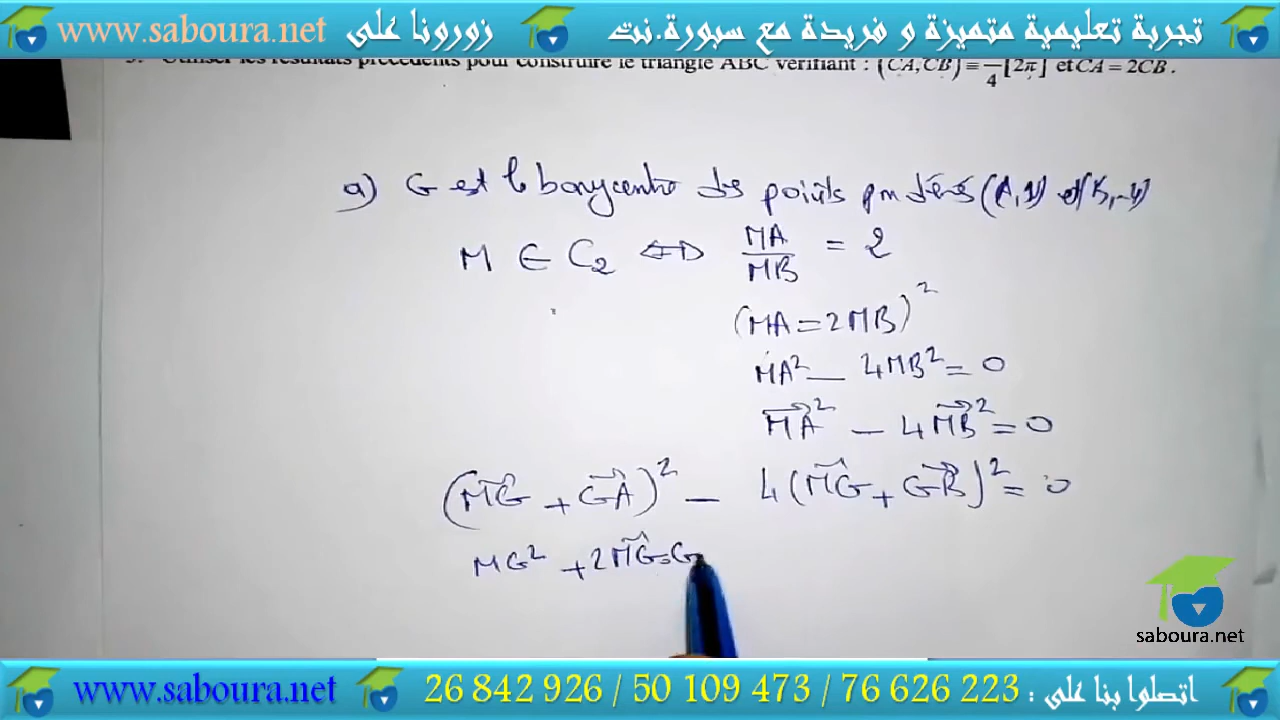 تجربة تعليمية متميزة و فريدة مع سبورة.نت زورونا على www.saboura.net
Utiliser les résultats précédents pour construire le triangle ABC vérifiant : (CA, CB) ≡ π/4 [2π] et CA = 2CB .
a) G est le barycentre des points pondérés (A,1) et (B,-4)
M ∈ C₂ ⇔ MA/MB = 2
(MA = 2MB)²
MA² - 4MB² = 0
MA⃗² - 4MB⃗² = 0
(MG⃗ + GA⃗)² - 4(MG⃗ + GB⃗)² = 0
MG² + 2MG⃗.G
saboura.net
www.saboura.net 26 842 926 / 50 109 473 / 76 626 223 : اتصلوا بنا على